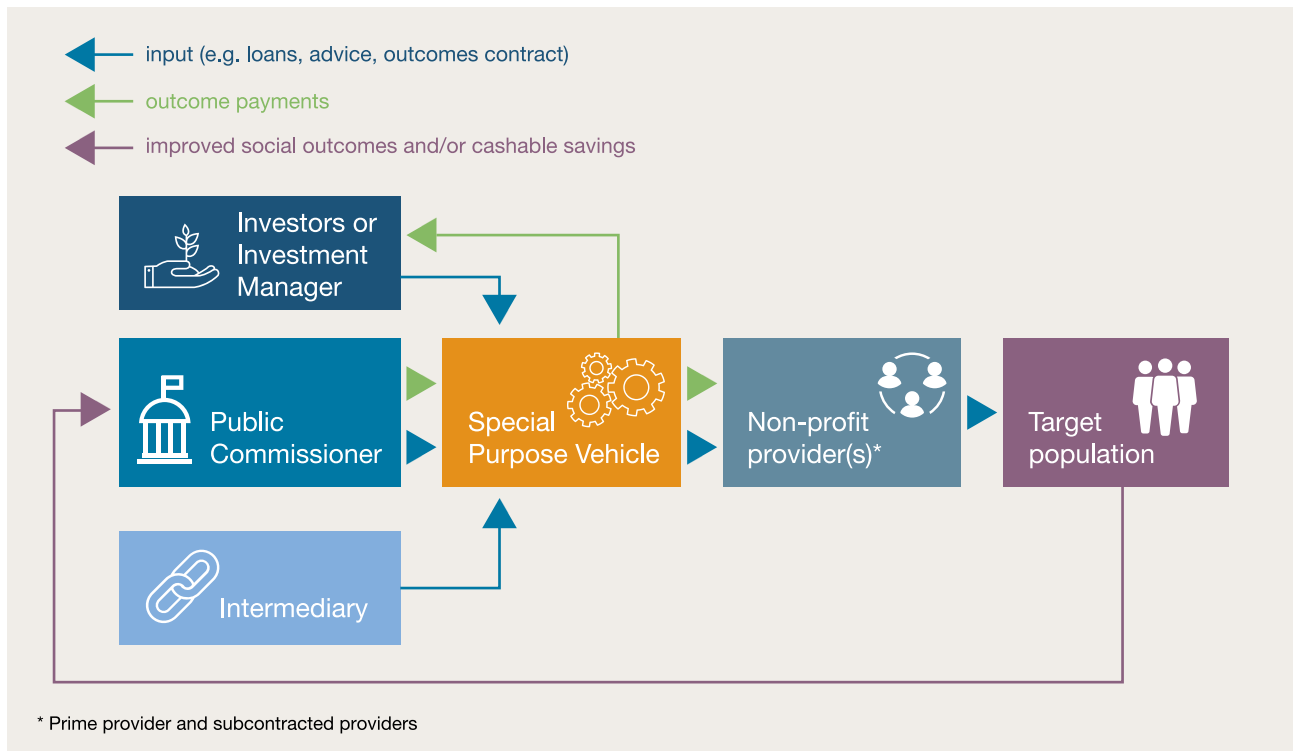 input (e.g. loans, advice, outcomes contract)
outcome payments
improved social outcomes and/or cashable savings
Investors or
Investment
Manager
Public
Commissioner
Special
Purpose Vehicle
Non-profit
provider(s)*
Target
population
Intermediary
* Prime provider and subcontracted providers